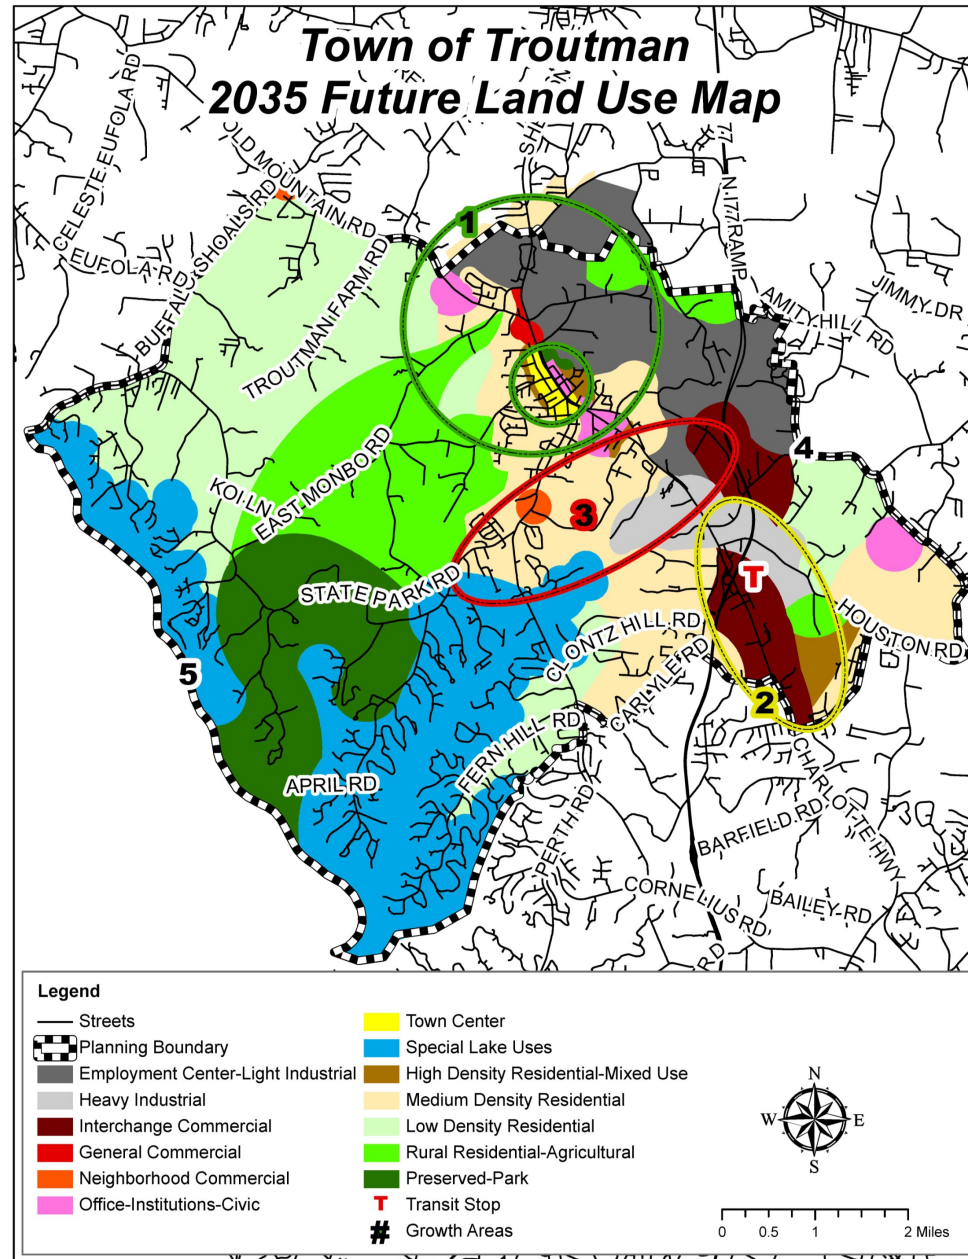 Town of Troutman
2035 Future Land Use Map
CELESTE-EUFOLA RD
OLD MOUNTAIN RD
N I77 RAMP
1
BUFFALO SHOALS RD
EUFOLA RD
TROUTMAN FARM RD
JIMMY DR
AMITY HILL RD
4
KOI LN
EAST MONBO RD
3
T
STATE PARK RD
HOUSTON RD
CLONTZ HILL RD
CARLYLE RD
5
2
FERN HILL RD
APRIL RD
CHARLOTTE HWY
PERTH RD
BARFIELD RD
CORNELIUS RD
BAILEY RD
RD
Legend
Streets
Planning Boundary
Employment Center-Light Industrial
Heavy Industrial
Interchange Commercial
General Commercial
Neighborhood Commercial
Office-Institutions-Civic
Town Center
Special Lake Uses
High Density Residential-Mixed Use
Medium Density Residential
Low Density Residential
Rural Residential-Agricultural
Preserved-Park
T Transit Stop
# Growth Areas
N
W E
S
0 0.5 1 2 Miles